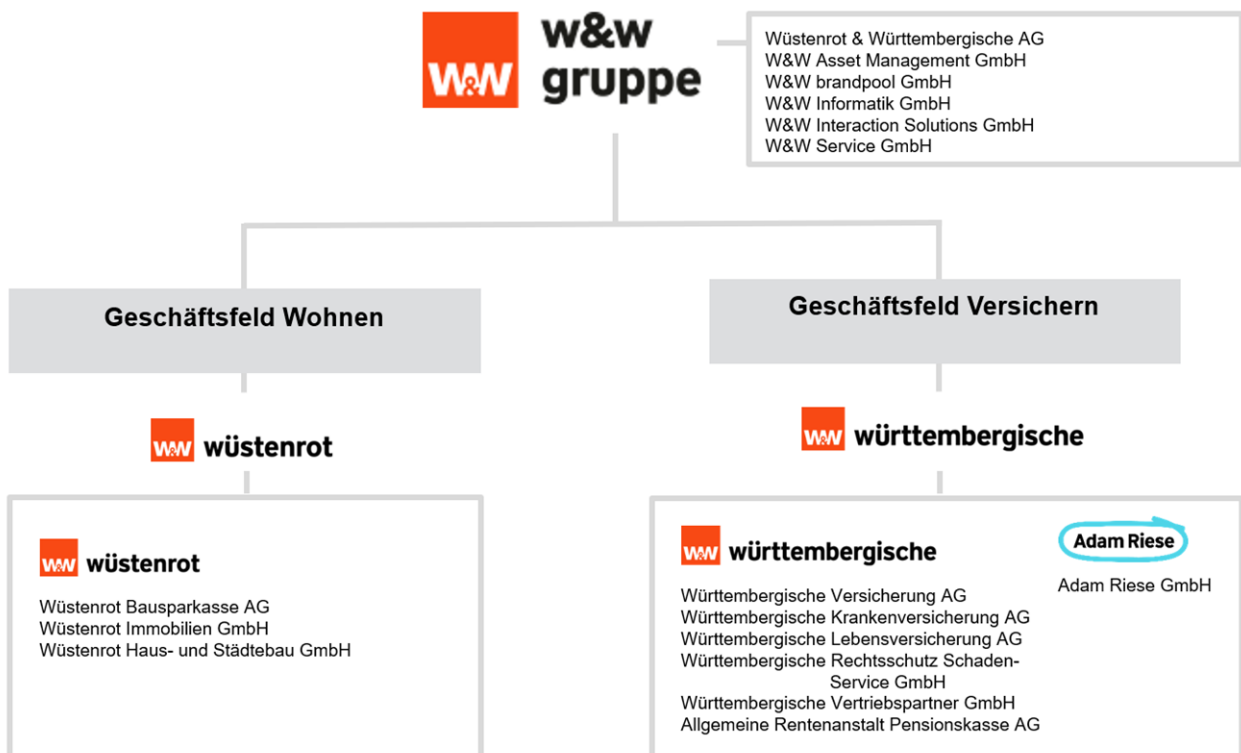 W&W
w&w
gruppe
Wüstenrot & Württembergische AG
W&W Asset Management GmbH
W&W brandpool GmbH
W&W Informatik GmbH
W&W Interaction Solutions GmbH
W&W Service GmbH
Geschäftsfeld Wohnen
Geschäftsfeld Versichern
W&W wüstenrot
W&W württembergische
W&W wüstenrot
Wüstenrot Bausparkasse AG
Wüstenrot Immobilien GmbH
Wüstenrot Haus- und Städtebau GmbH
W&W württembergische
Württembergische Versicherung AG
Württembergische Krankenversicherung AG
Württembergische Lebensversicherung AG
Württembergische Rechtsschutz Schaden-
Service GmbH
Württembergische Vertriebspartner GmbH
Allgemeine Rentenanstalt Pensionskasse AG
Adam Riese
Adam Riese GmbH